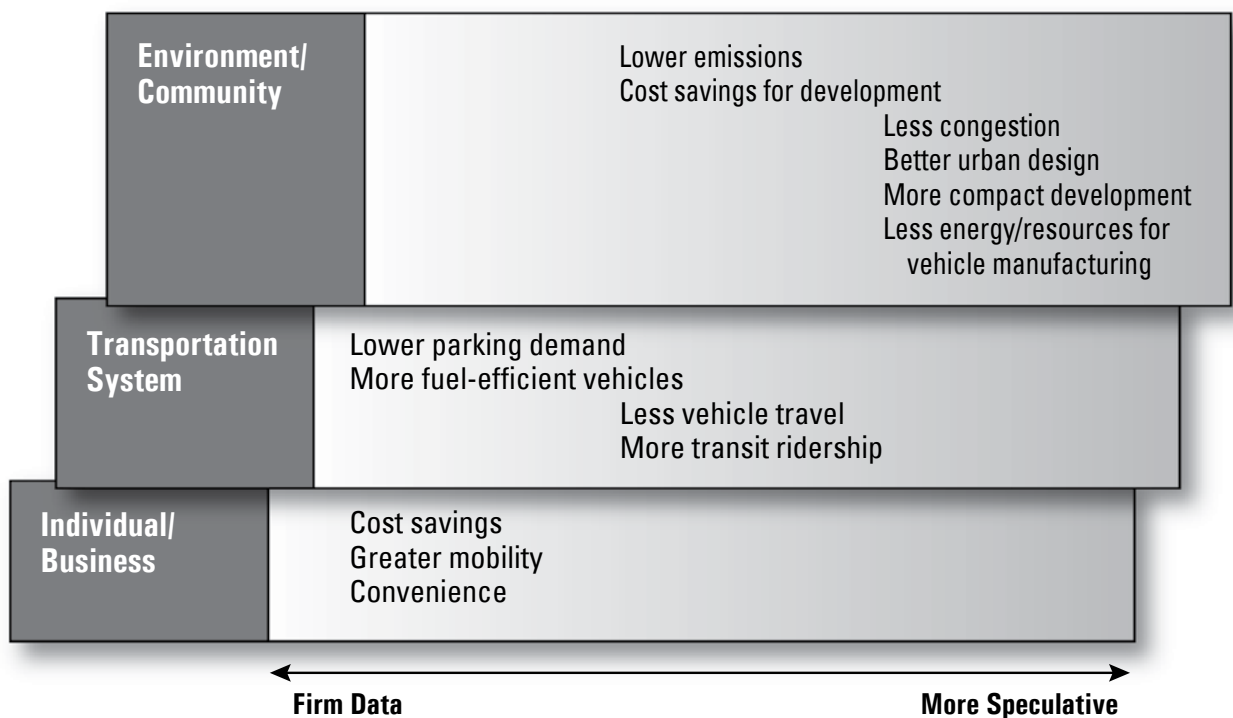 Environment/
Community
Lower emissions
Cost savings for development
Less congestion
Better urban design
More compact development
Less energy/resources for
vehicle manufacturing
Transportation
System
Lower parking demand
More fuel-efficient vehicles
Less vehicle travel
More transit ridership
Individual/
Business
Cost savings
Greater mobility
Convenience
Firm Data
More Speculative